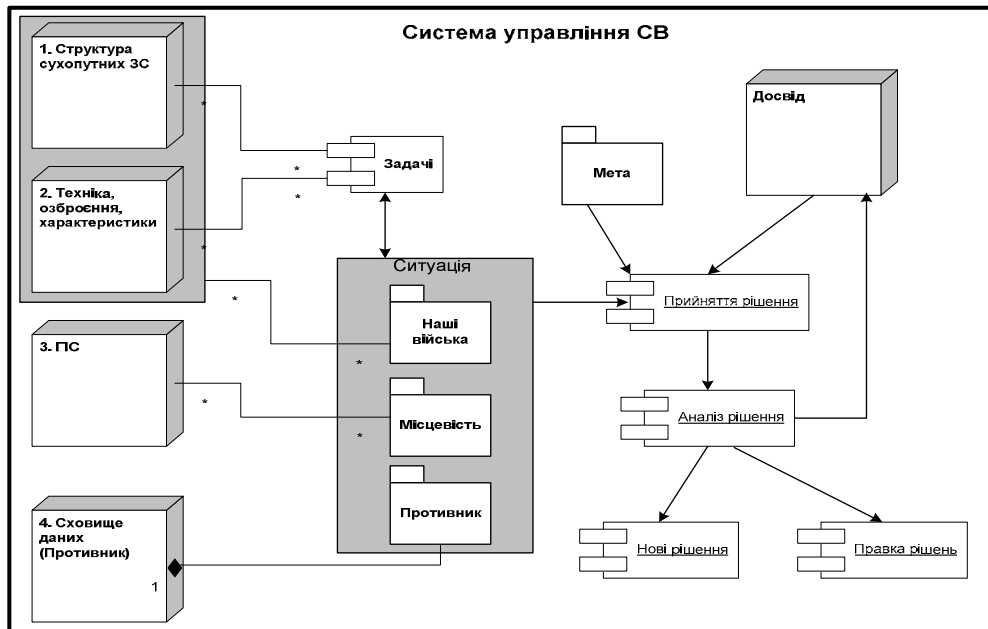 Система управління СВ
1. Структура
сухопутних ЗС
*
2. Техніка,
озброєння,
характеристики
*
*
*
Задачі
*
3. ГІС
*
4. Сховище
даних
(Противник)
1
Ситуація
Наші
війська
*
Місцевість
*
Противник
Мета
Досвід
Прийняття рішення
Аналіз рішення
Нові рішення
Правка рішень